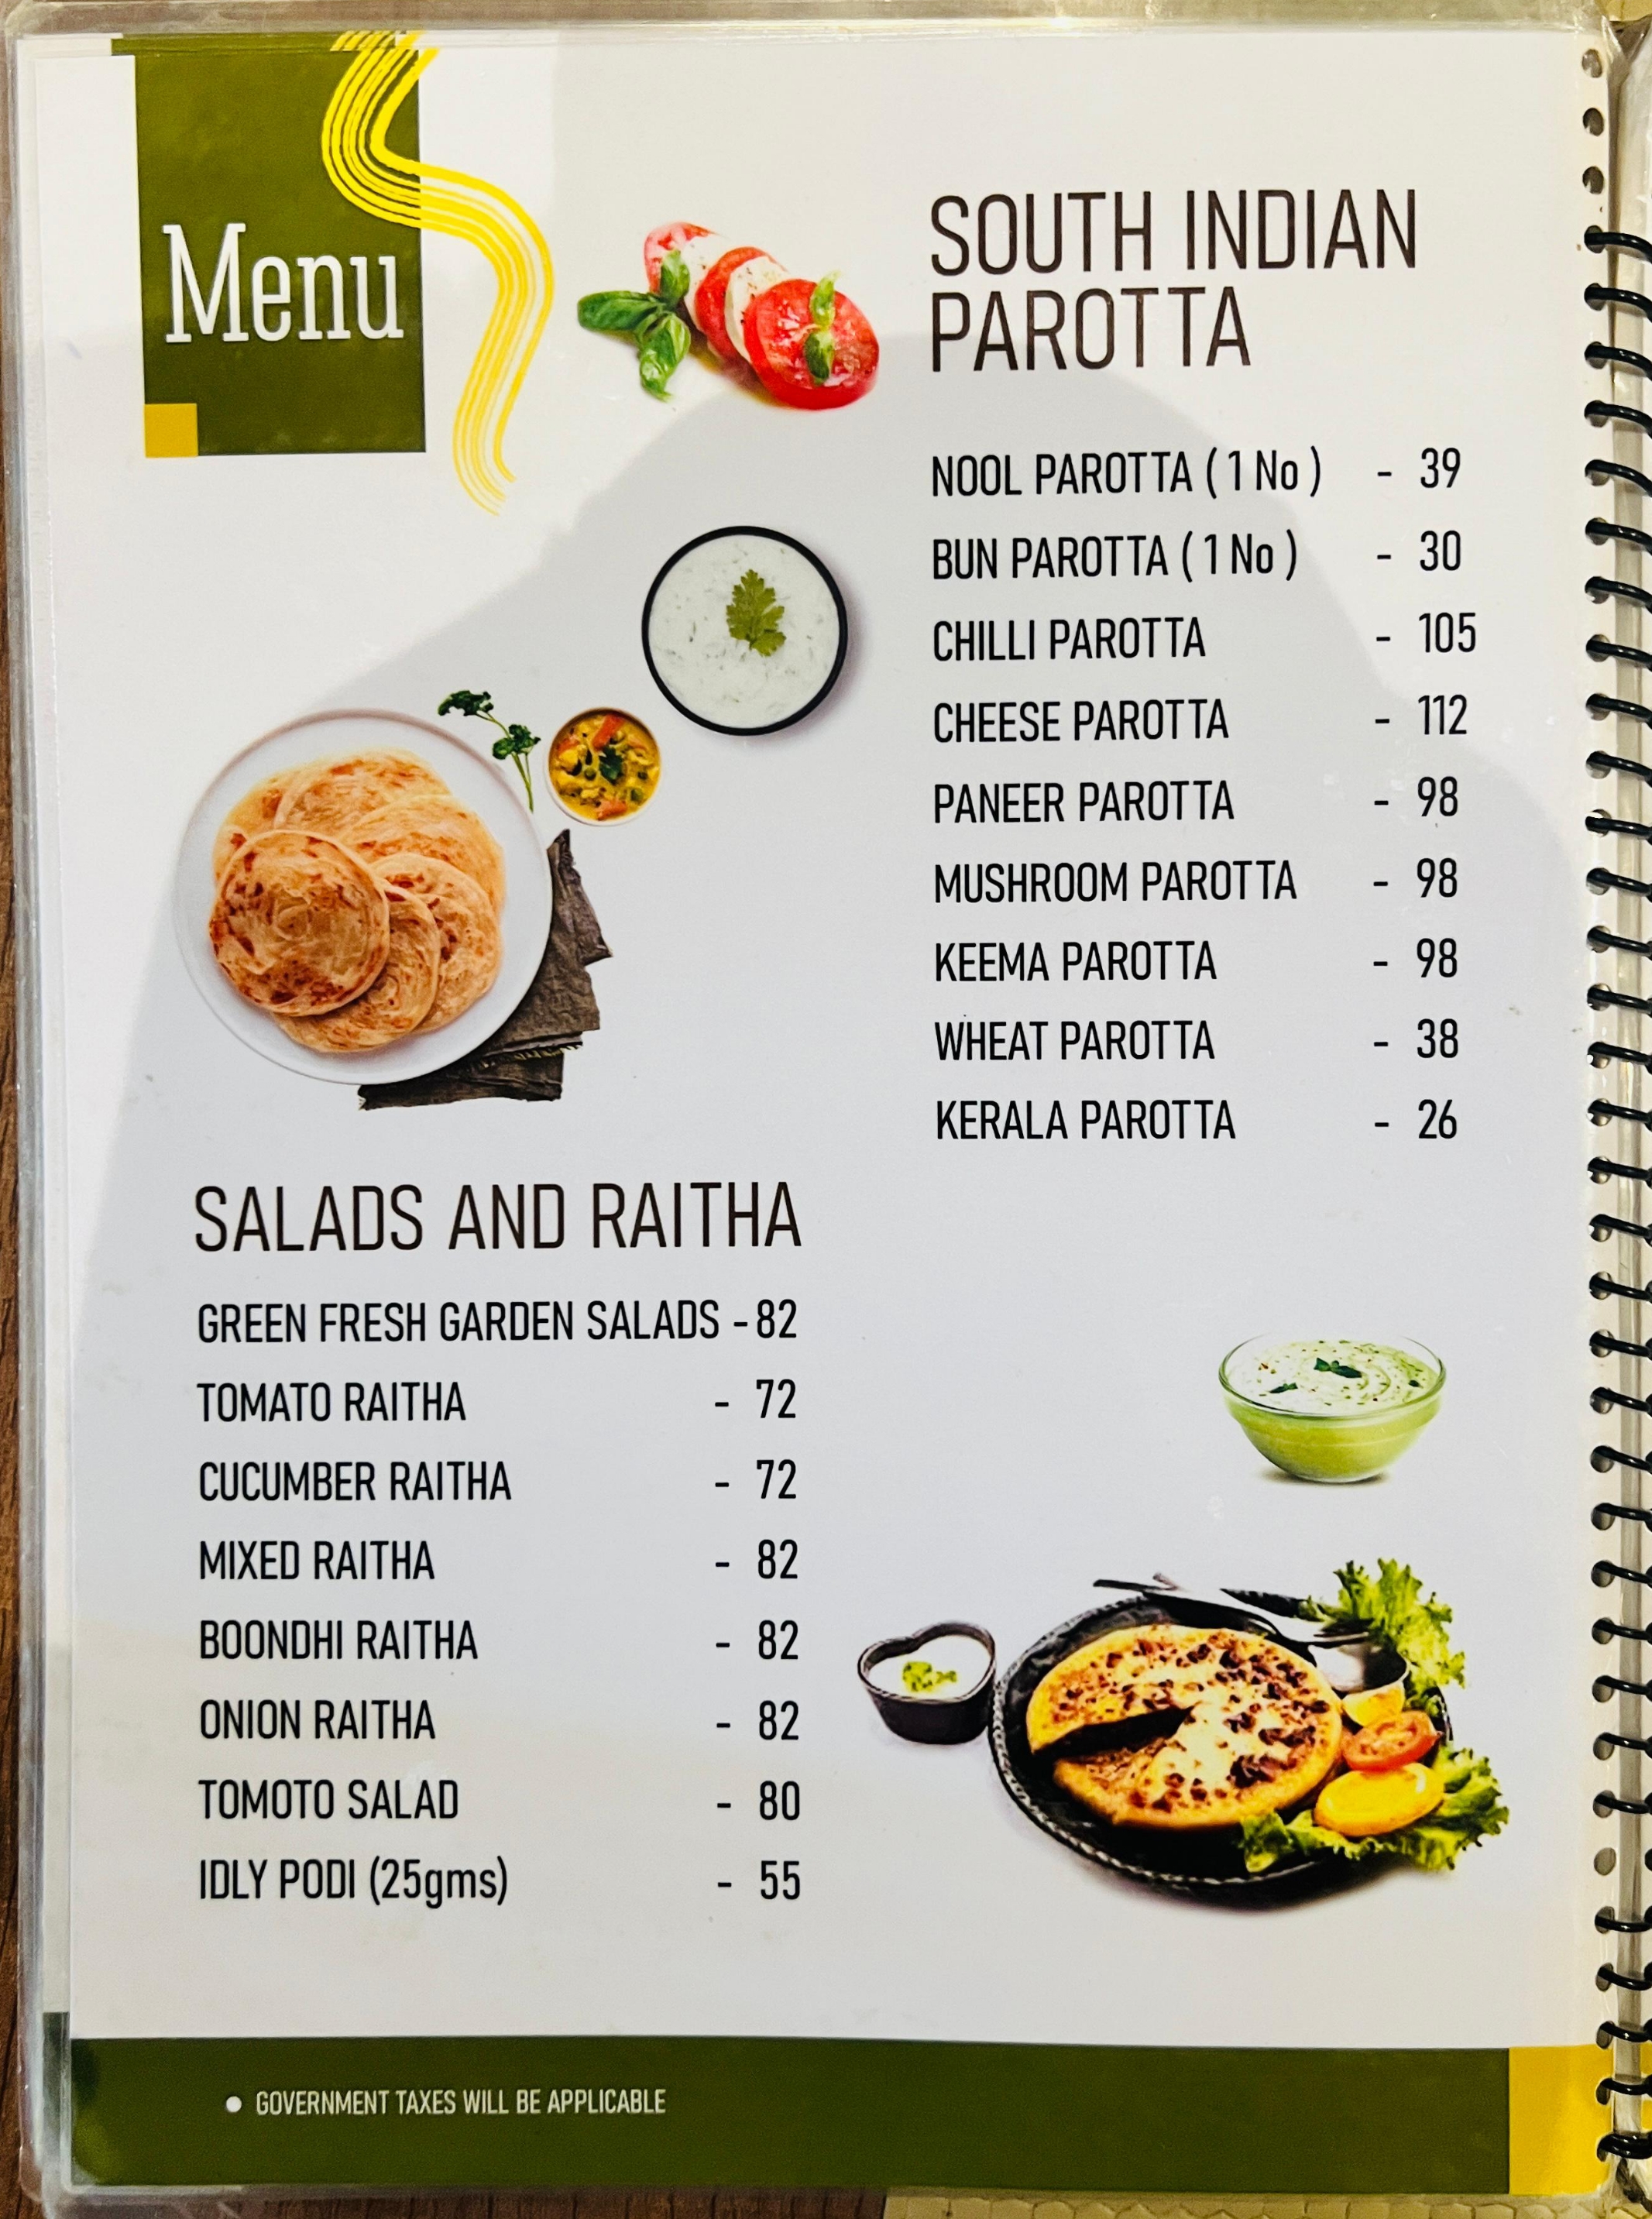 Menu
SOUTH INDIAN
PAROTTA
NOOL PAROTTA ( 1 No ) - 39
BUN PAROTTA ( 1 No ) - 30
CHILLI PAROTTA - 105
CHEESE PAROTTA - 112
PANEER PAROTTA - 98
MUSHROOM PAROTTA - 98
KEEMA PAROTTA - 98
WHEAT PAROTTA - 38
KERALA PAROTTA - 26
SALADS AND RAITHA
GREEN FRESH GARDEN SALADS - 82
TOMATO RAITHA - 72
CUCUMBER RAITHA - 72
MIXED RAITHA - 82
BOONDHI RAITHA - 82
ONION RAITHA - 82
TOMOTO SALAD - 80
IDLY PODI (25gms) - 55
• GOVERNMENT TAXES WILL BE APPLICABLE